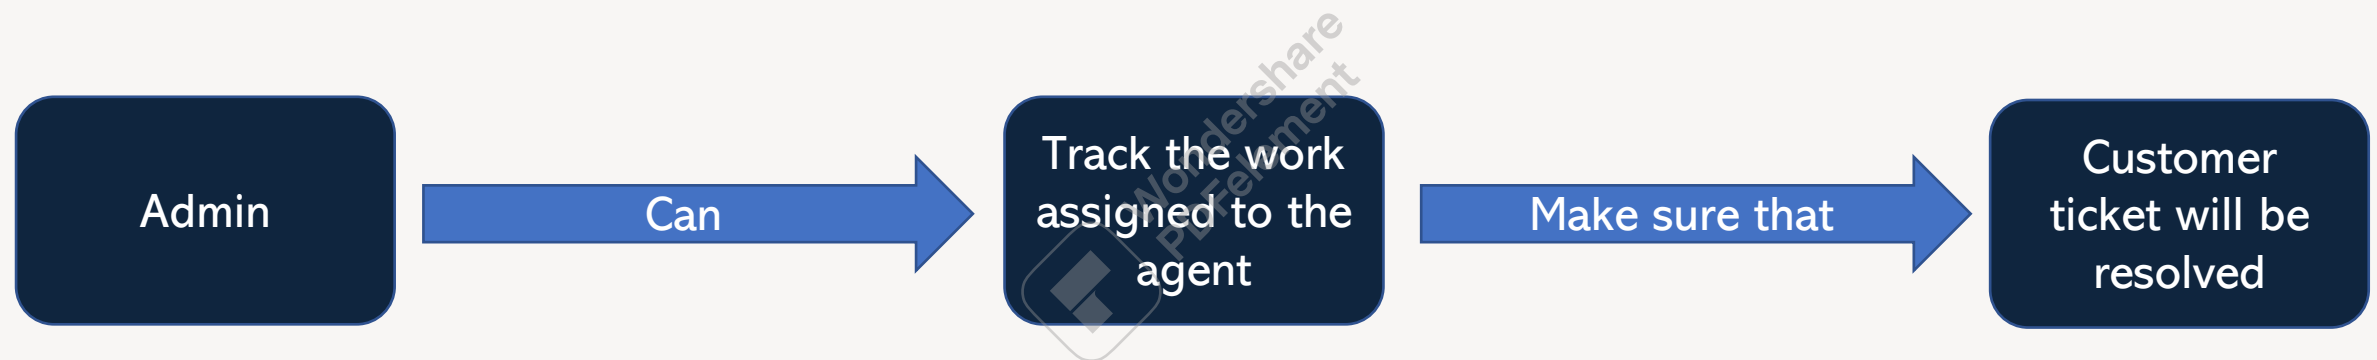 Admin
Can
Track the work
assigned to the
agent
Make sure that
Customer
ticket will be
resolved
Wondershare
PDFelement